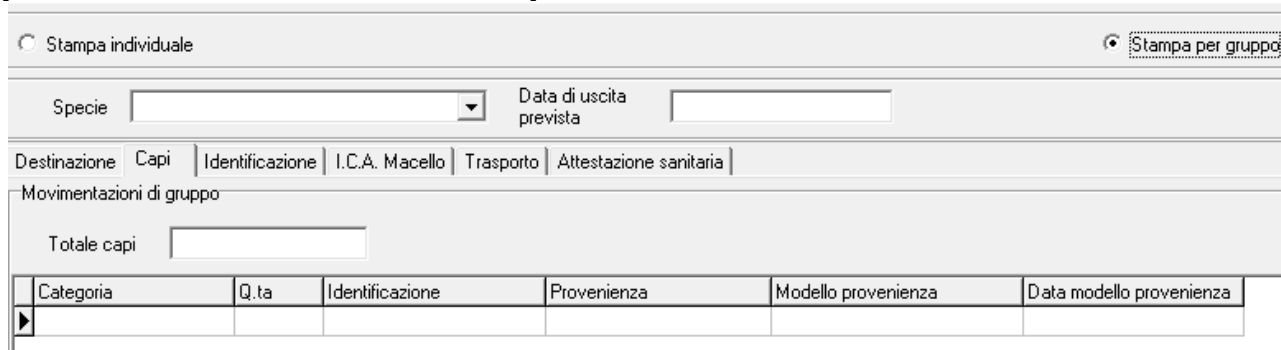 Stampa individuale Stampa per gruppo
Specie Data di uscita prevista
Destinazione Capi Identificazione I.C.A. Macello Trasporto Attestazione sanitaria
Movimentazioni di gruppo
Totale capi
Categoria Q.ta Identificazione Provenienza Modello provenienza Data modello provenienza